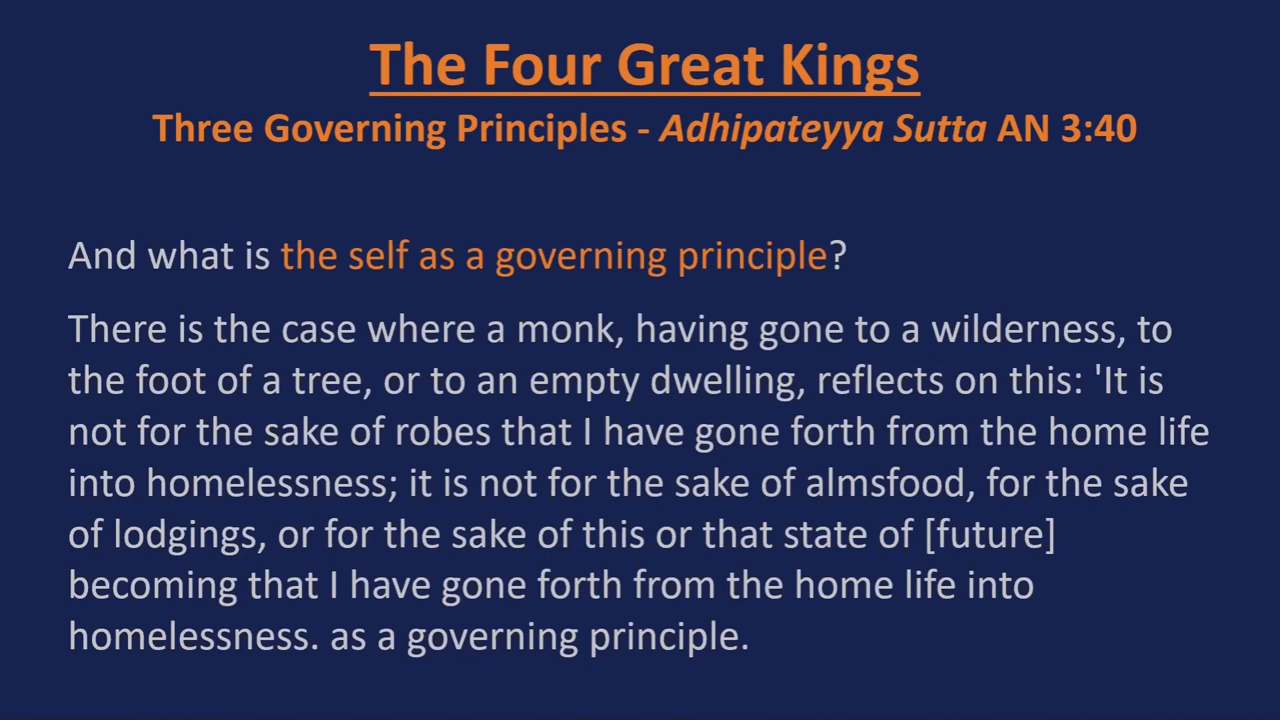 The Four Great Kings
Three Governing Principles - Adhipateyya Sutta AN 3:40
And what is the self as a governing principle?
There is the case where a monk, having gone to a wilderness, to
the foot of a tree, or to an empty dwelling, reflects on this: 'It is
not for the sake of robes that I have gone forth from the home life
into homelessness; it is not for the sake of almsfood, for the sake
of lodgings, or for the sake of this or that state of [future]
becoming that I have gone forth from the home life into
homelessness. as a governing principle.